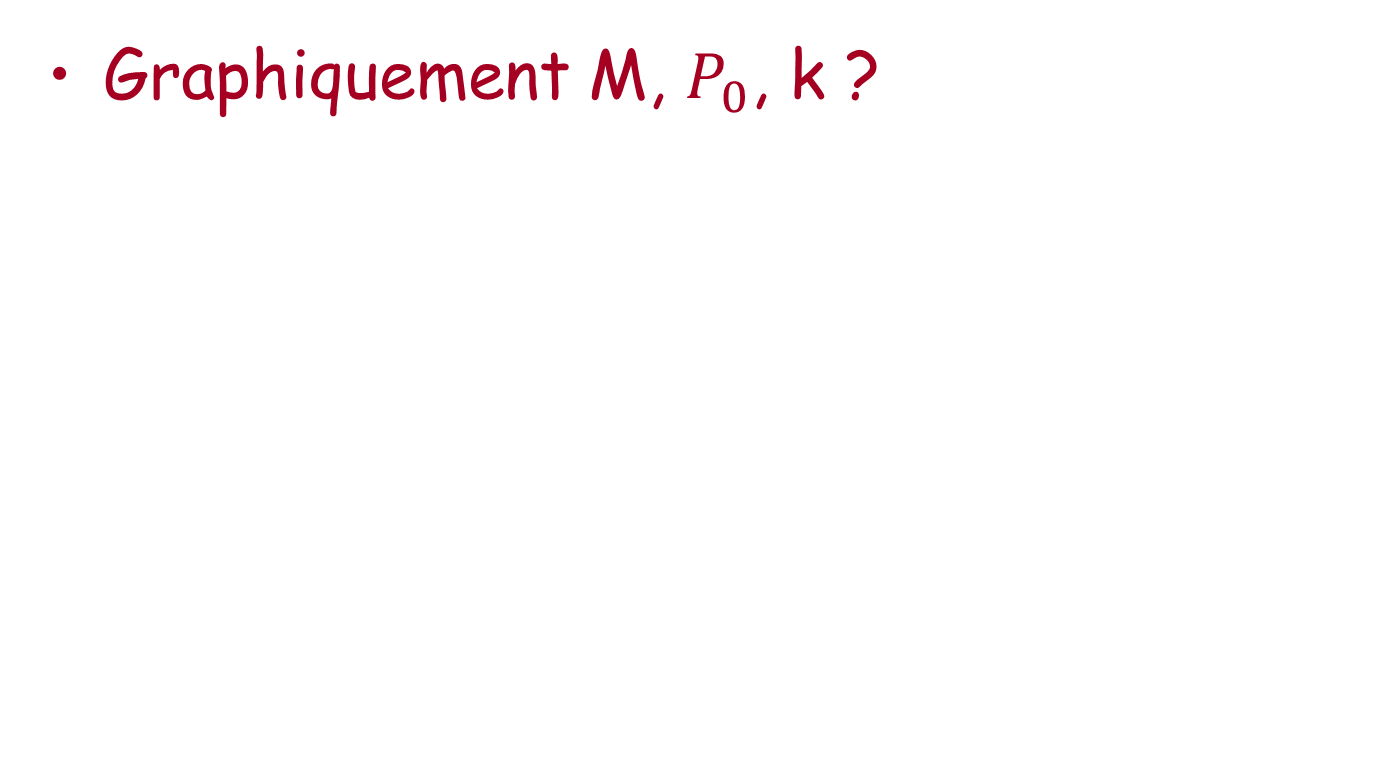 • Graphiquement M, P₀, k ?